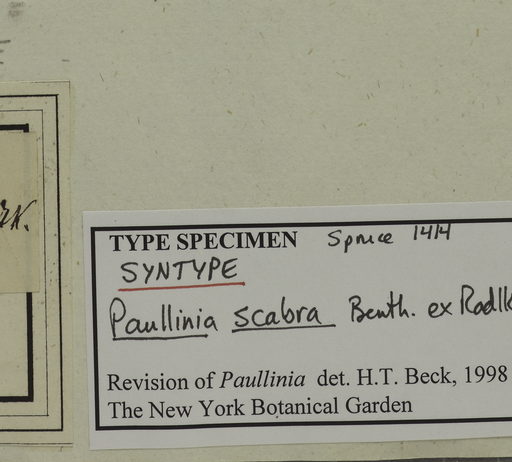 TYPE SPECIMEN Spruce 1414
SYNTYPE
Paullinia scabra Benth. ex Radlk
Revision of Paullinia det. H.T. Beck, 1998
The New York Botanical Garden